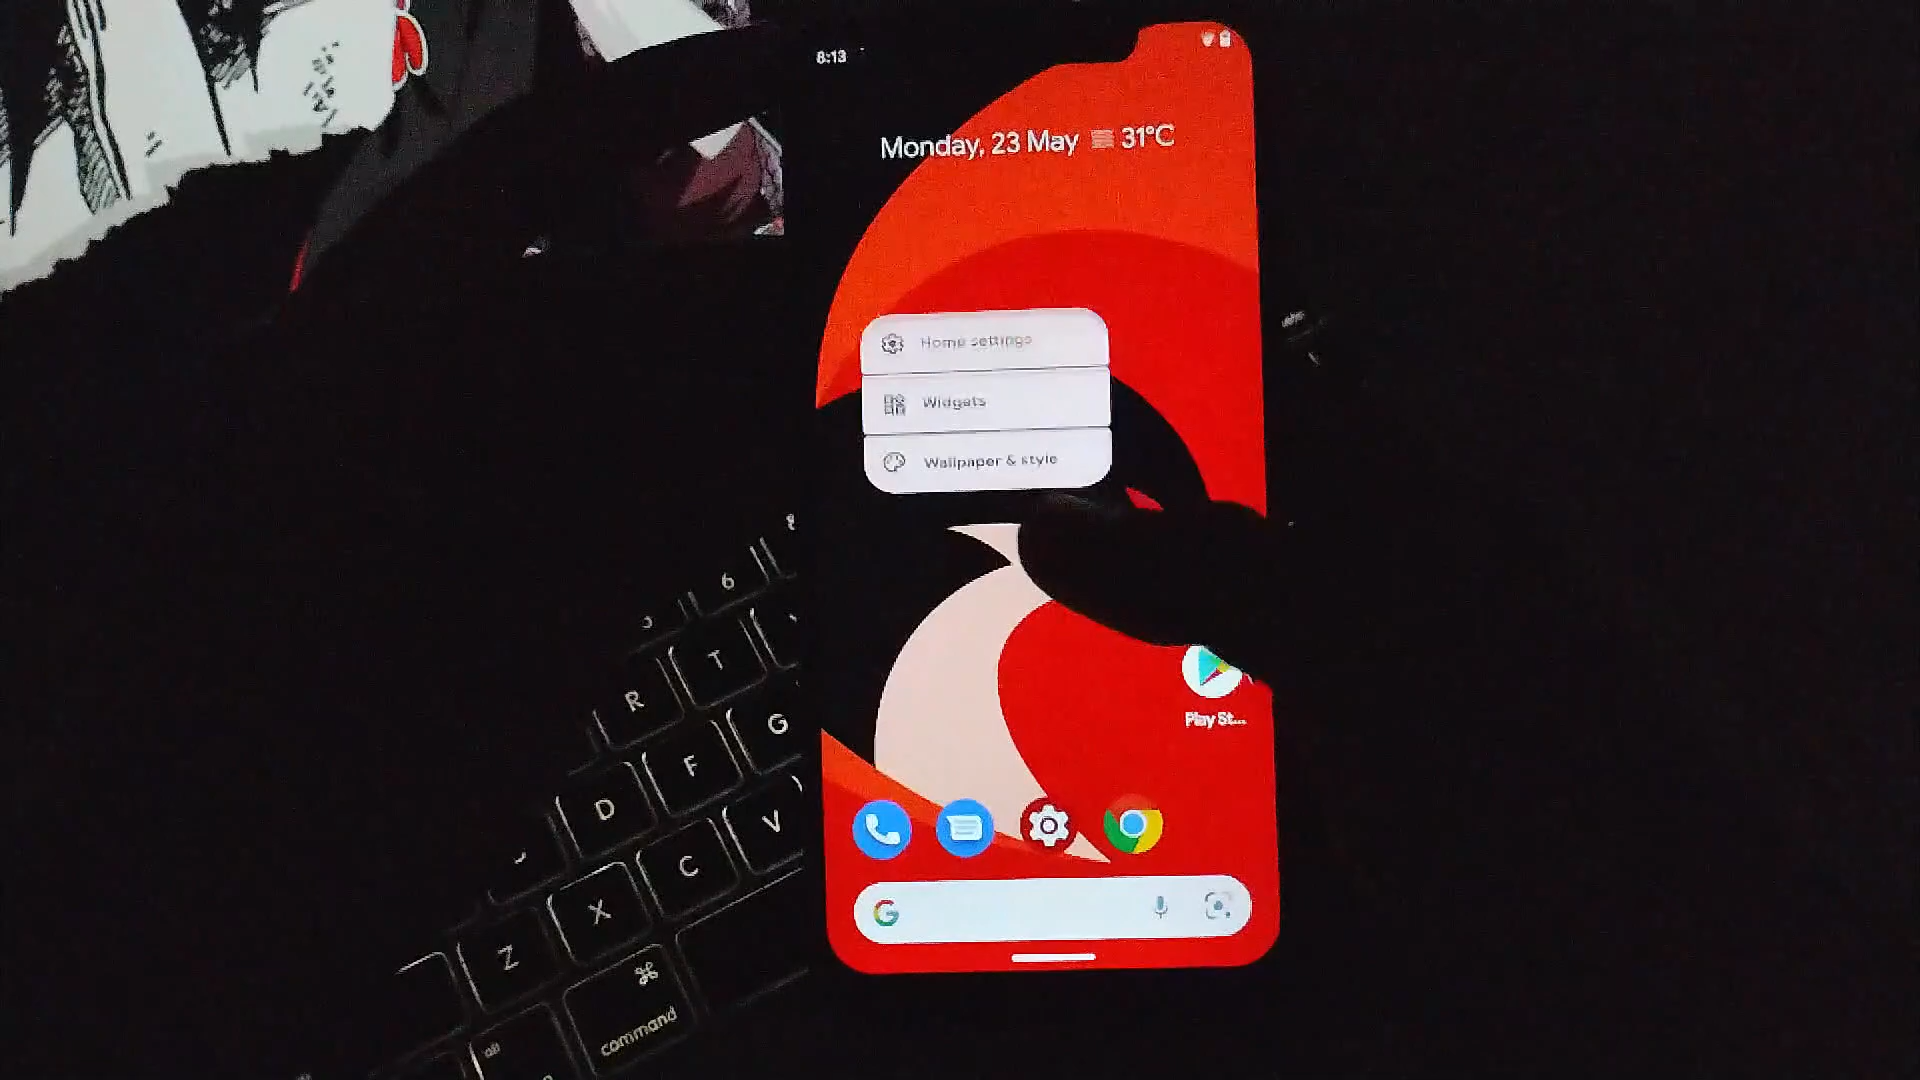 8:13
Monday, 23 May 31°C
Home settings
Widgets
Wallpaper & style
Play St...
G
6
R T
G
D F
V
Z X C
⌘
command